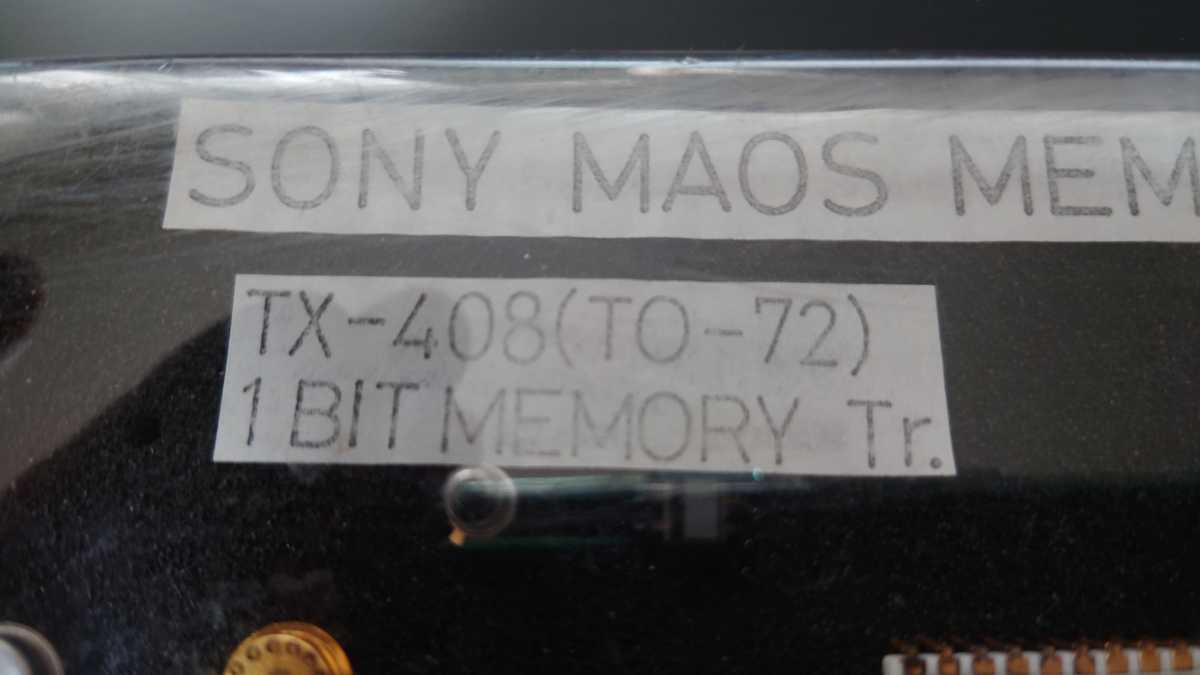 SONY MAOS MEM
TX-408(TO-72)
1 BIT MEMORY Tr.